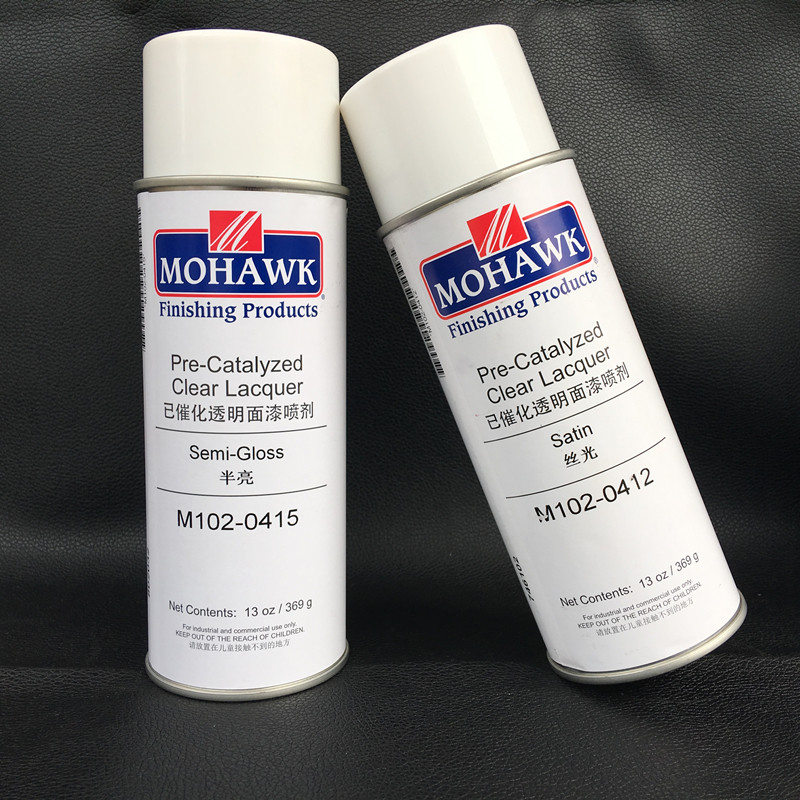 MOHAWK
Finishing Products
Pre-Catalyzed
Clear Lacquer
已催化透明面漆喷剂
Semi-Gloss
半亮
M102-0415
Net Contents: 13 oz / 369 g
For industrial and commercial use only.
KEEP OUT OF THE REACH OF CHILDREN.
请放置在儿童接触不到的地方
MOHAWK
Finishing Products
Pre-Catalyzed
Clear Lacquer
已催化透明面漆喷剂
Satin
丝光
M102-0412
Net Contents: 13 oz / 369 g
For industrial and commercial use only.
KEEP OUT OF THE REACH OF CHILDREN.
请放置在儿童接触不到的地方